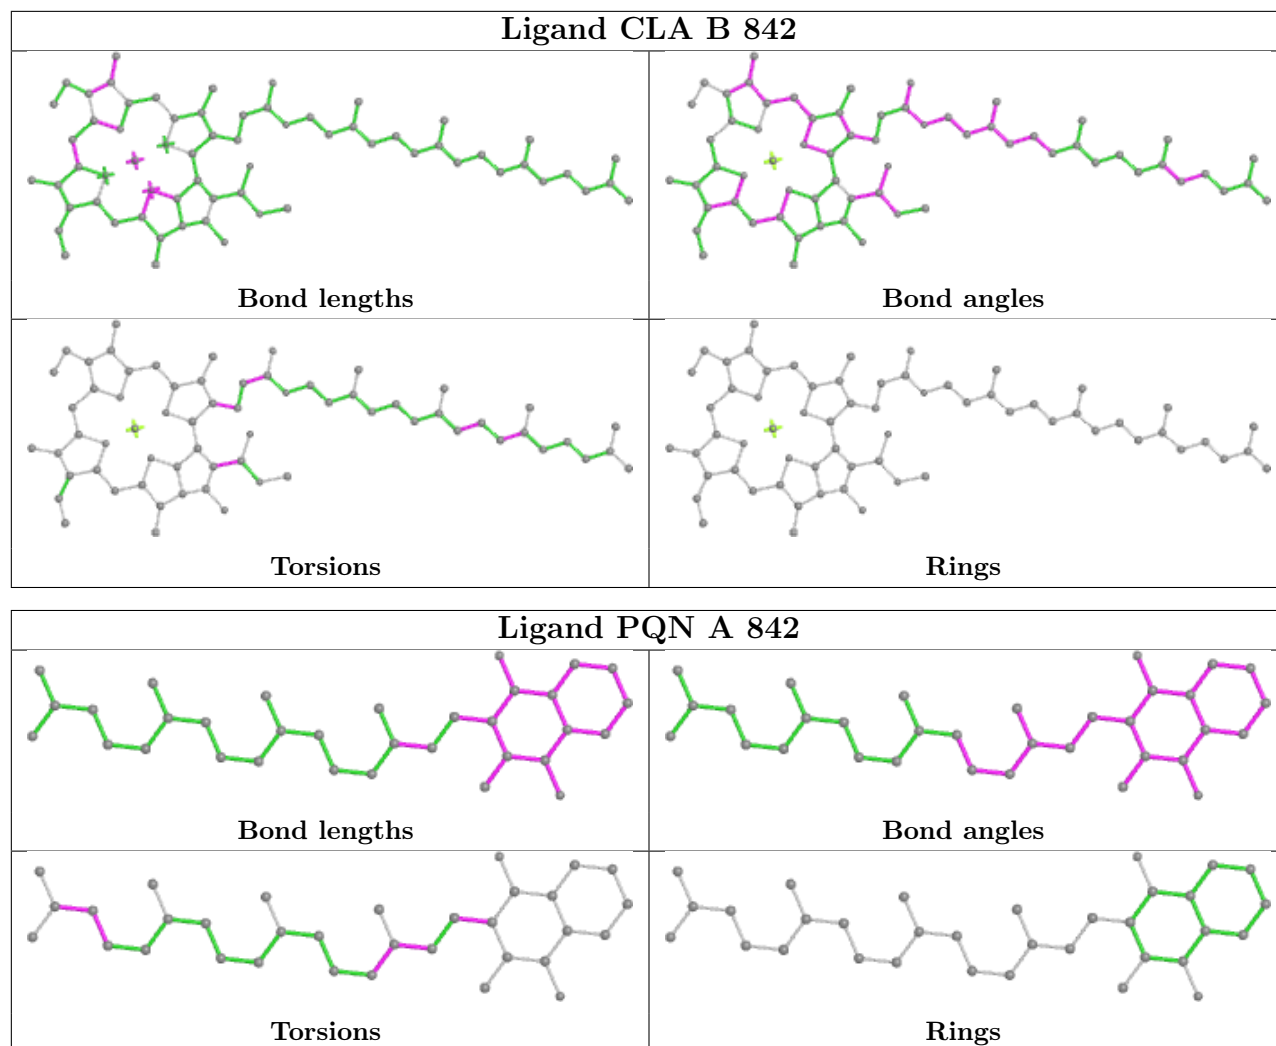 Ligand CLA B 842
Bond lengths
Bond angles
Torsions
Rings
Ligand PQN A 842
Bond lengths
Bond angles
Torsions
Rings